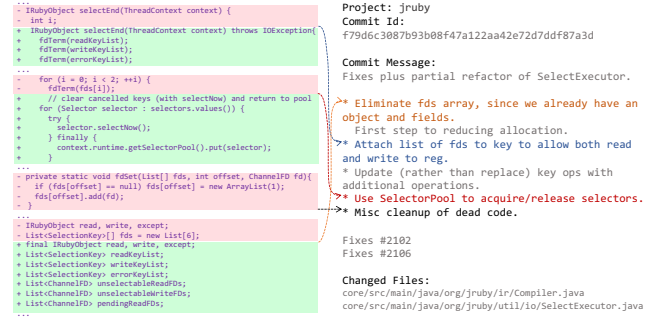 ...
- IRubyObject selectEnd(ThreadContext context) {
-  int i;
+  IRubyObject selectEnd(ThreadContext context) throws IOException{
+    fdTerm(readKeyList);
+    fdTerm(writeKeyList);
+    fdTerm(errorKeyList);
...
-    for (i = 0; i < 2; ++i) {
-      fdTerm(fds[i]);
+      // clear cancelled keys (with selectNow) and return to pool
+    for (Selector selector : selectors.values()) {
+      try {
+        selector.selectNow();
+      } finally {
+        context.runtime.getSelectorPool().put(selector);
+      }
...
- private static void fdSet(List[] fds, int offset, ChannelFD fd){
-   if (fds[offset] == null) fds[offset] = new ArrayList(1);
-   fds[offset].add(fd);
- }
...
- IRubyObject read, write, except;
- List<SelectionKey>[] fds = new List[6];
+ final IRubyObject read, write, except;
+ List<SelectionKey> readKeyList;
+ List<SelectionKey> writeKeyList;
+ List<SelectionKey> errorKeyList;
+ List<ChannelFD> unselectableReadFDs;
+ List<ChannelFD> unselectableWriteFDs;
+ List<ChannelFD> pendingReadFDs;
...
Project: jruby
Commit Id:
f79d6c3087b93b08f47a122aa42e72d7ddf87a3d
Commit Message:
Fixes plus partial refactor of SelectExecutor.
* Eliminate fds array, since we already have an
object and fields.
First step to reducing allocation.
* Attach list of fds to key to allow both read
and write to reg.
* Update (rather than replace) key ops with
additional operations.
* Use SelectorPool to acquire/release selectors.
* Misc cleanup of dead code.
Fixes #2102
Fixes #2106
Changed Files:
core/src/main/java/org/jruby/ir/Compiler.java
core/src/main/java/org/jruby/util/io/SelectExecutor.java